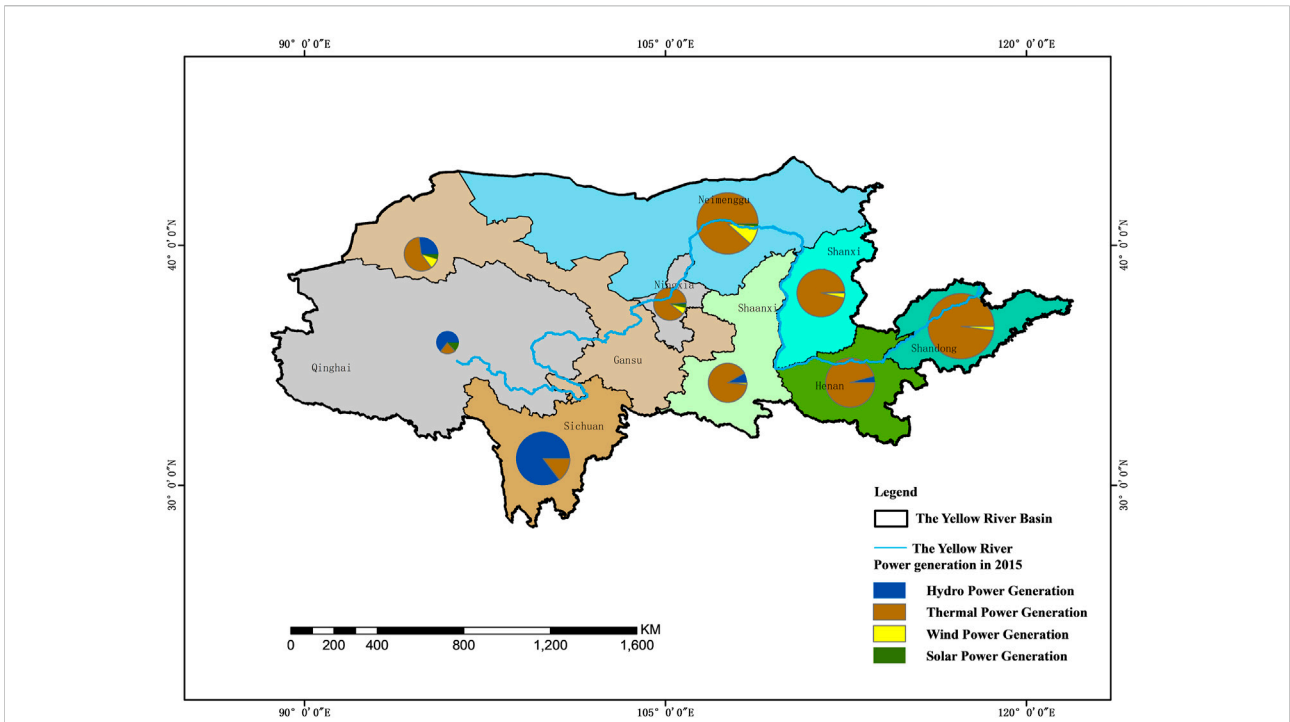 90° 0′0″E
105° 0′0″E
120° 0′0″E
40° 0′0″N
40° 0′0″N
Neimenggu
Shanxi
Ningxia
Shaanxi
Shandong
Gansu
Qinghai
Henan
Sichuan
30° 0′0″N
30° 0′0″N
Legend
The Yellow River Basin
The Yellow River
Power generation in 2015
Hydro Power Generation
Thermal Power Generation
Wind Power Generation
Solar Power Generation
KM
0 200 400 800 1,200 1,600
90° 0′0″E
105° 0′0″E
120° 0′0″E